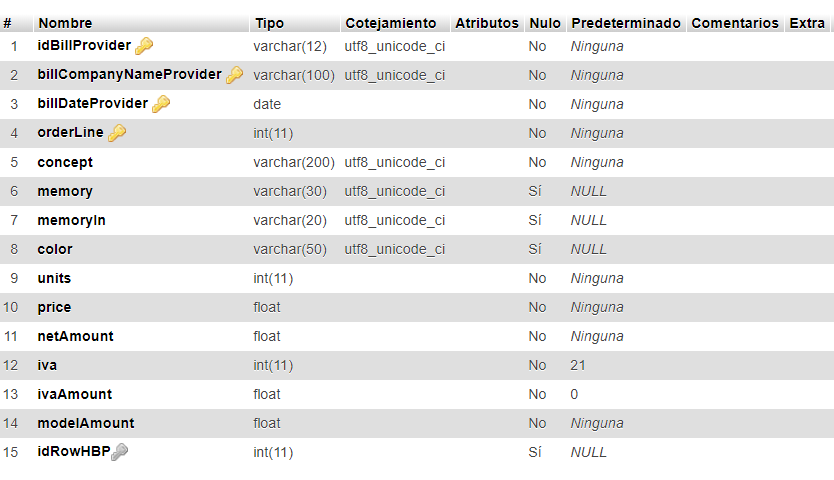 # Nombre Tipo Cotejamiento Atributos Nulo Predeterminado Comentarios Extra
1 idBillProvider varchar(12) utf8_unicode_ci No Ninguna
2 billCompanyNameProvider varchar(100) utf8_unicode_ci No Ninguna
3 billDateProvider date No Ninguna
4 orderLine int(11) No Ninguna
5 concept varchar(200) utf8_unicode_ci No Ninguna
6 memory varchar(30) utf8_unicode_ci Sí NULL
7 memoryIn varchar(20) utf8_unicode_ci Sí NULL
8 color varchar(50) utf8_unicode_ci Sí NULL
9 units int(11) No Ninguna
10 price float No Ninguna
11 netAmount float No Ninguna
12 iva int(11) No 21
13 ivaAmount float No 0
14 modelAmount float No Ninguna
15 idRowHBP int(11) Sí NULL